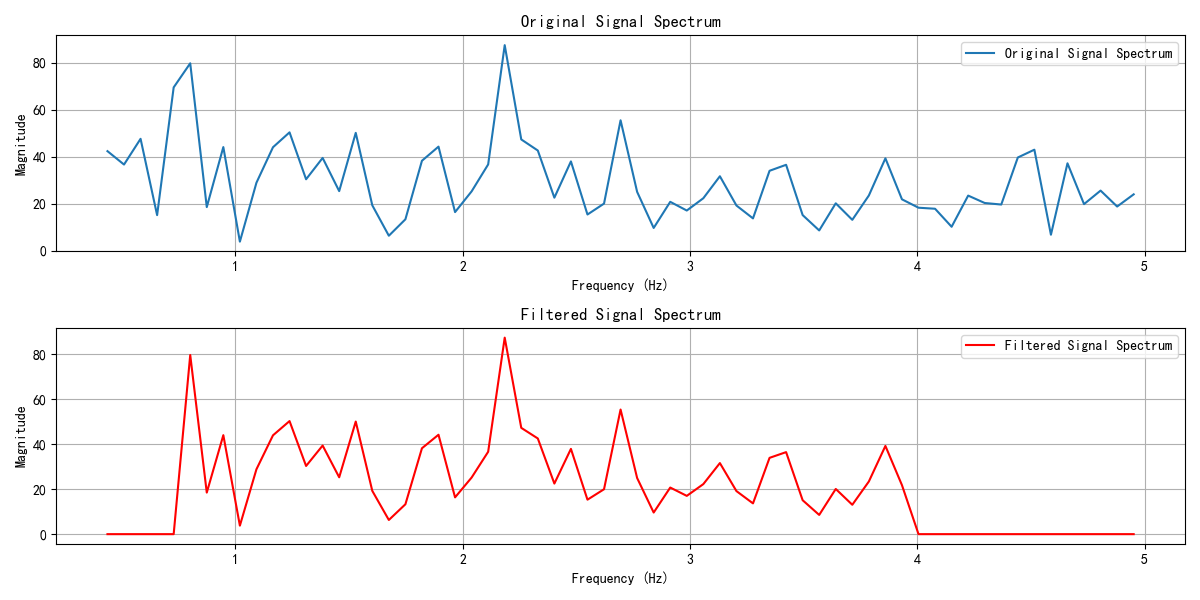 Original Signal Spectrum
Original Signal Spectrum
Magnitude
80
60
40
20
0
1 2 3 4 5
Frequency (Hz)
Filtered Signal Spectrum
Filtered Signal Spectrum
Magnitude
80
60
40
20
0
1 2 3 4 5
Frequency (Hz)